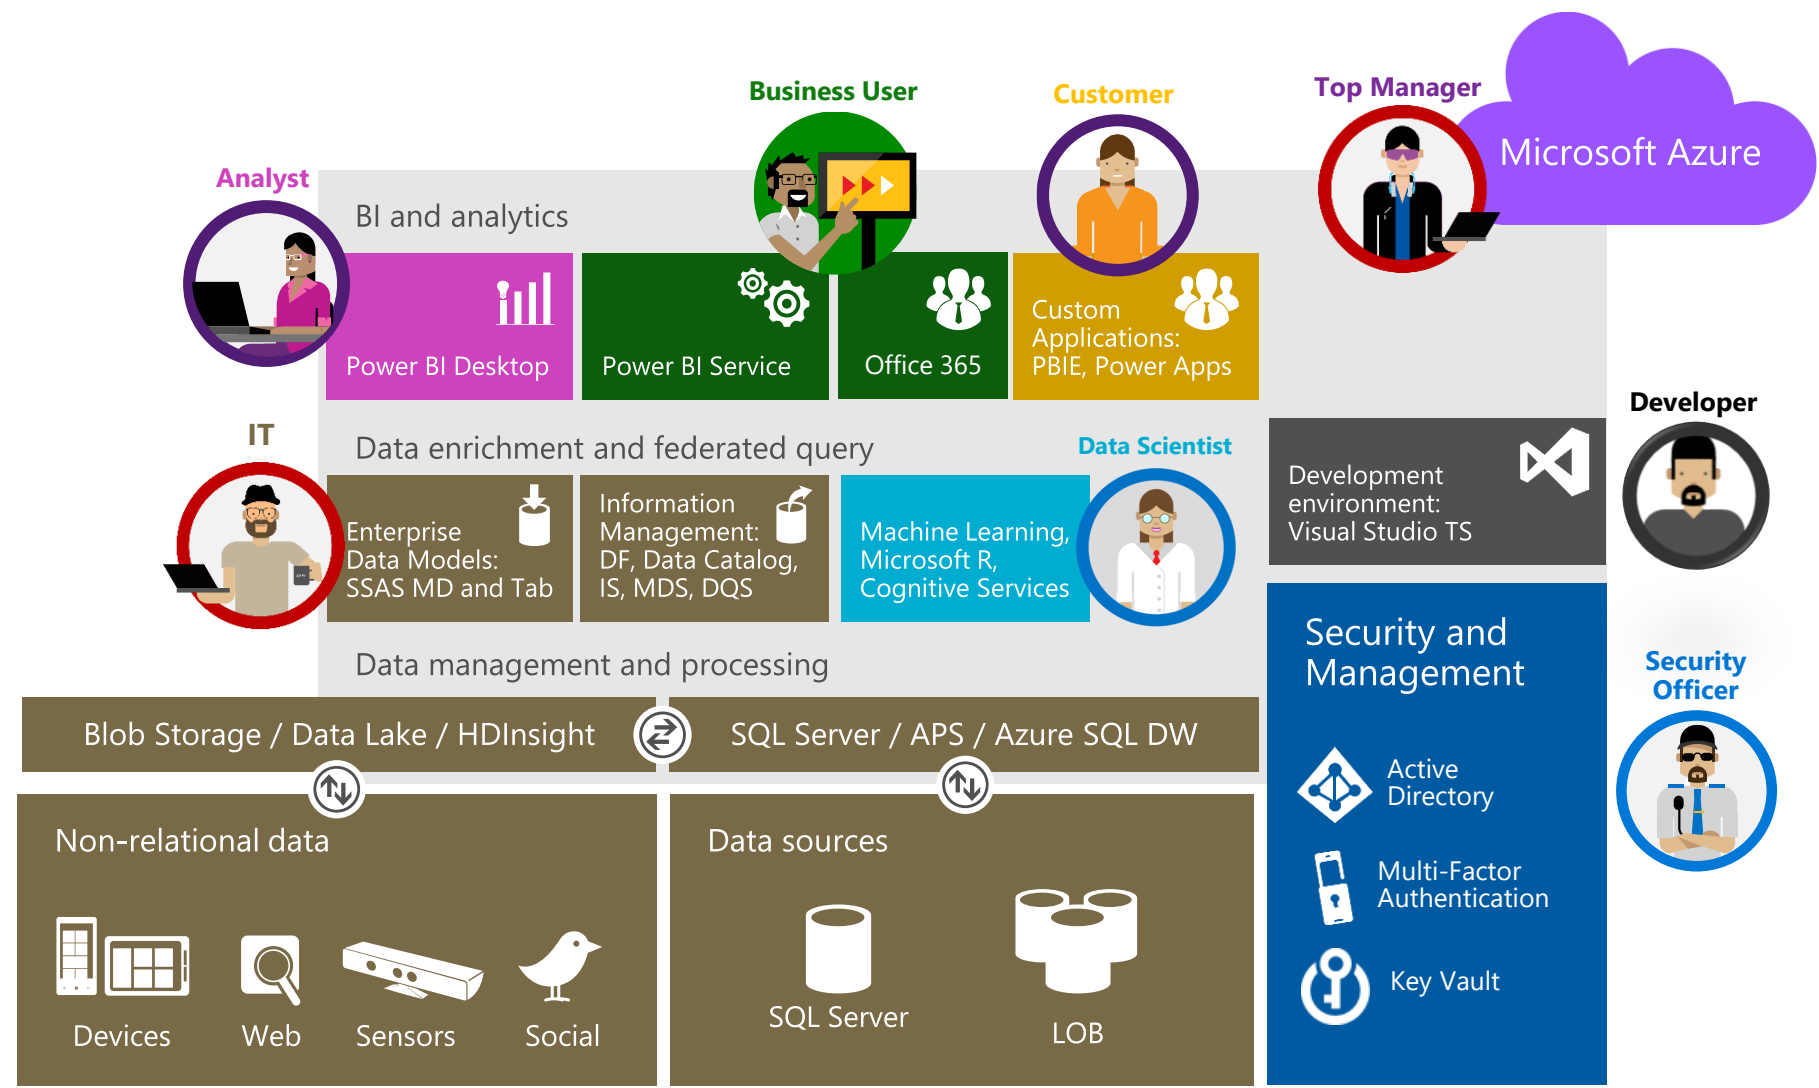 Business User
Customer
Top Manager
Microsoft Azure
Analyst
BI and analytics
Power BI Desktop
Power BI Service
Office 365
Custom
Applications:
PBIE, Power Apps
Developer
IT
Data enrichment and federated query
Data Scientist
Enterprise
Data Models:
SSAS MD and Tab
Information
Management:
DF, Data Catalog,
IS, MDS, DQS
Machine Learning,
Microsoft R,
Cognitive Services
Development
environment:
Visual Studio TS
Security and
Management
Security
Officer
Data management and processing
Blob Storage / Data Lake / HDInsight
SQL Server / APS / Azure SQL DW
Active
Directory
Multi-Factor
Authentication
Key Vault
Non-relational data
Devices
Web
Sensors
Social
Data sources
SQL Server
LOB